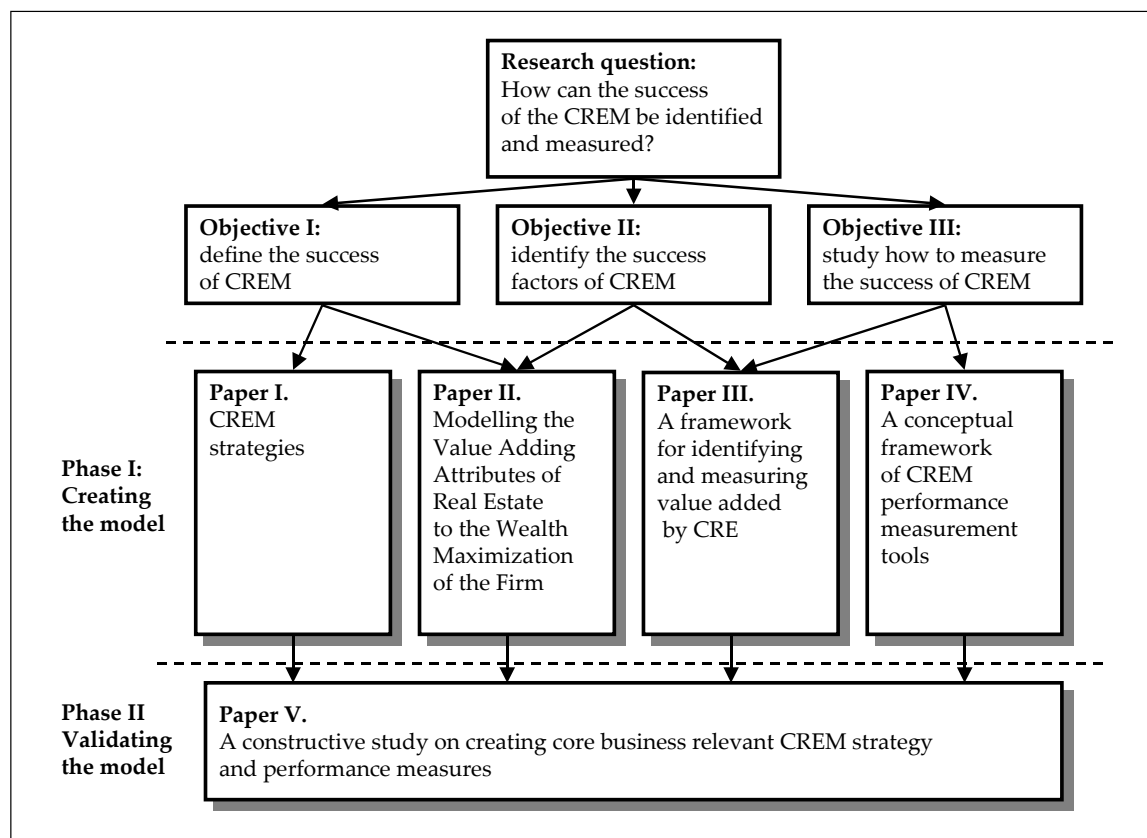 Research question:
How can the success
of the CREM be identified
and measured?
Objective I:
define the success
of CREM
Objective II:
identify the success
factors of CREM
Objective III:
study how to measure
the success of CREM
Phase I:
Creating
the model
Paper I.
CREM
strategies
Paper II.
Modelling the
Value Adding
Attributes of
Real Estate
to the Wealth
Maximization
of the Firm
Paper III.
A framework
for identifying
and measuring
value added
by CRE
Paper IV.
A conceptual
framework
of CREM
performance
measurement
tools
Phase II
Validating
the model
Paper V.
A constructive study on creating core business relevant CREM strategy
and performance measures